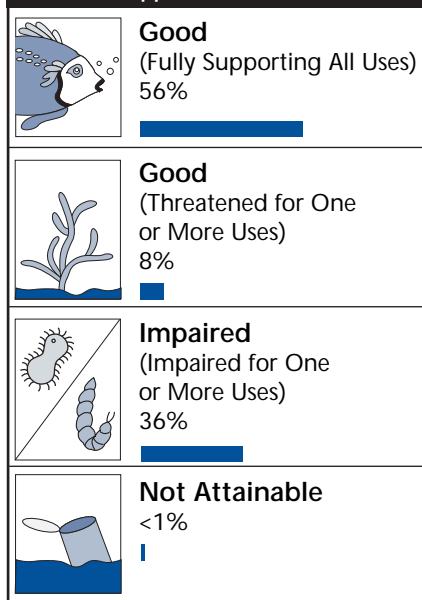 Good
(Fully Supporting All Uses)
56%
Good
(Threatened for One
or More Uses)
8%
Impaired
(Impaired for One
or More Uses)
36%
Not Attainable
<1%